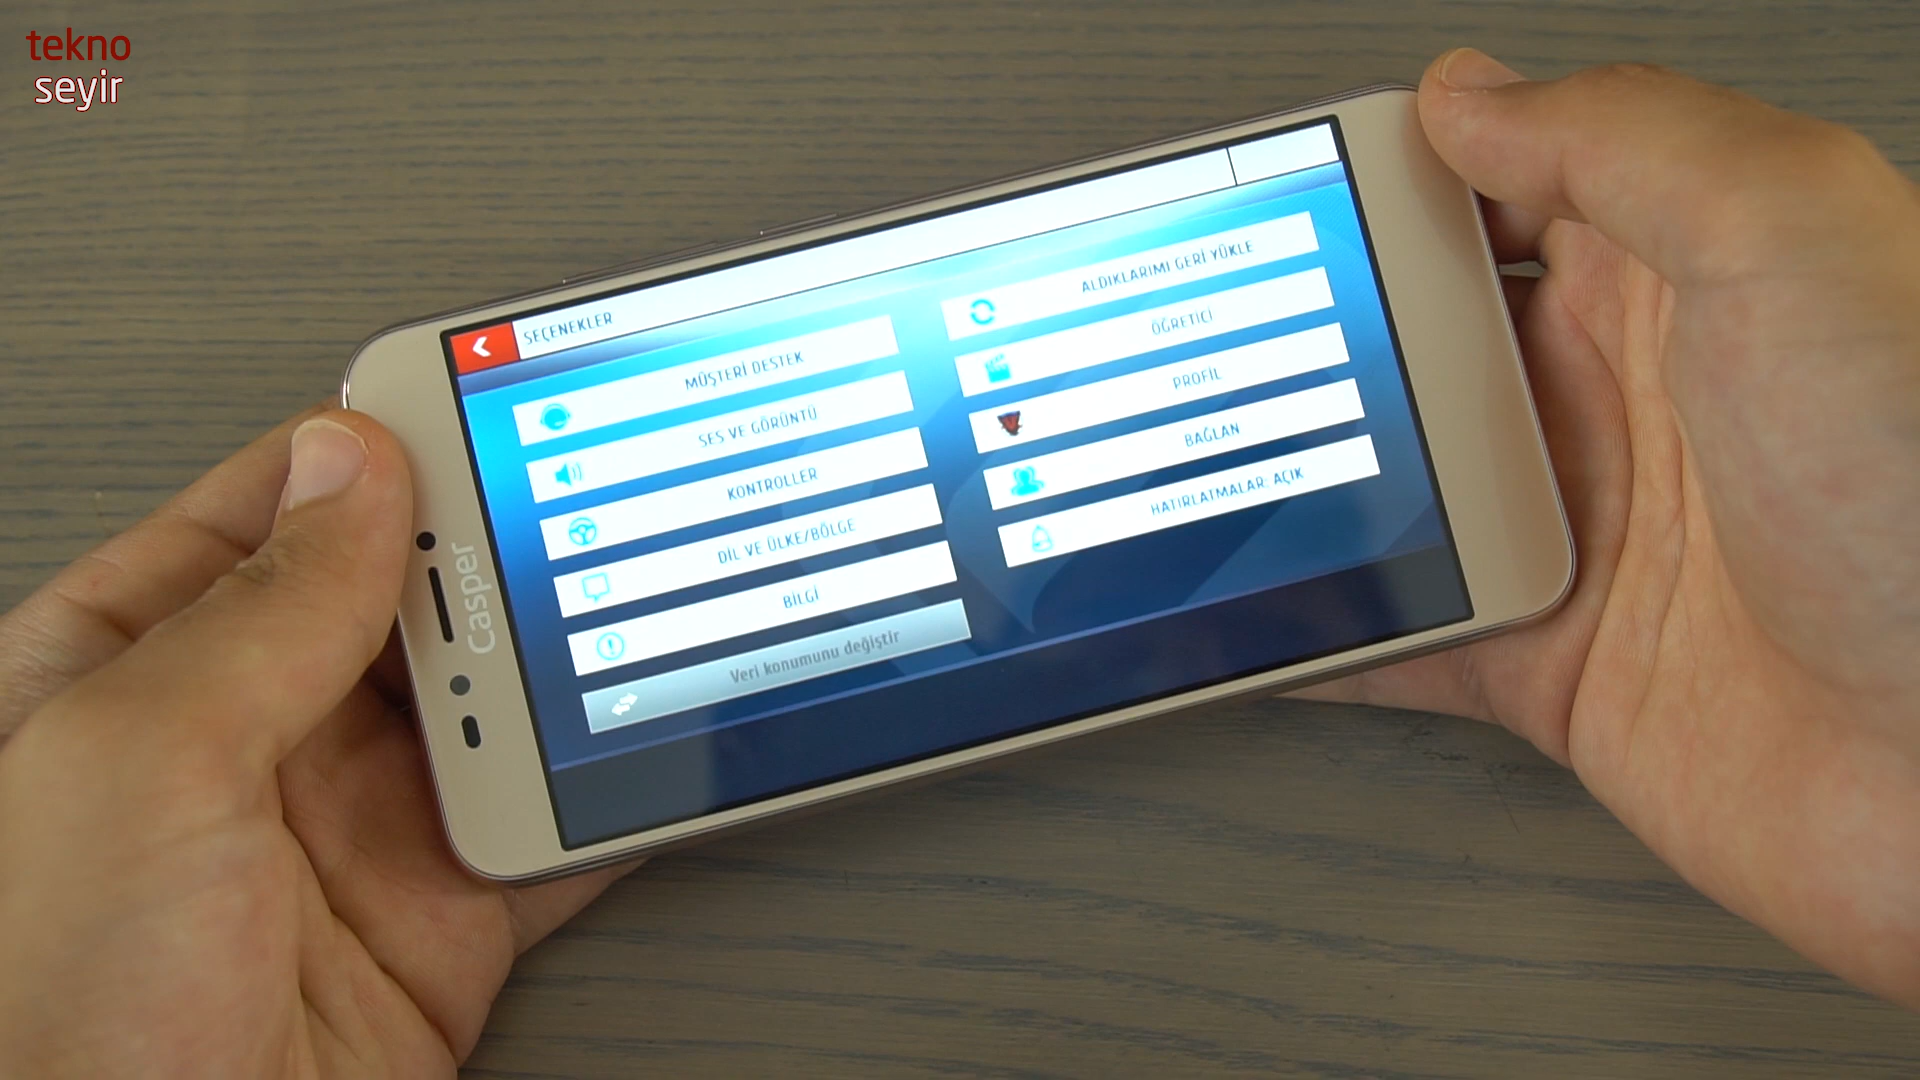 tekno
seyir
SEÇENEKLER
MÜŞTERİ DESTEK
SES VE GÖRÜNTÜ
KONTROLLER
DİL VE ÜLKE/BÖLGE
BİLGİ
Veri konumunu değiştir
ALDIKLARIMI GERİ YÜKLE
ÖĞRETİCİ
PROFİL
BAĞLAN
HATIRLATMALAR: AÇIK
Casper